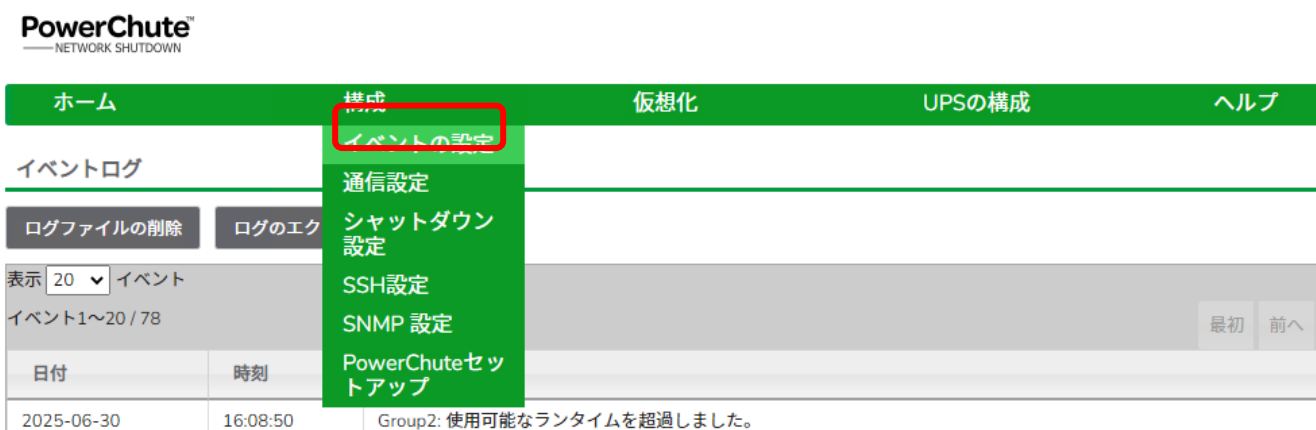 PowerChute™
NETWORK SHUTDOWN
ホーム 構成 仮想化 UPSの構成 ヘルプ
イベントの設定
通信設定
シャットダウン
設定
SSH設定
SNMP 設定
PowerChuteセッ
トアップ
イベントログ
ログファイルの削除 ログのエク
表示 20 イベント
イベント1～20 / 78
最初 前へ
日付 時刻
2025-06-30 16:08:50 Group2: 使用可能なランタイムを超過しました。